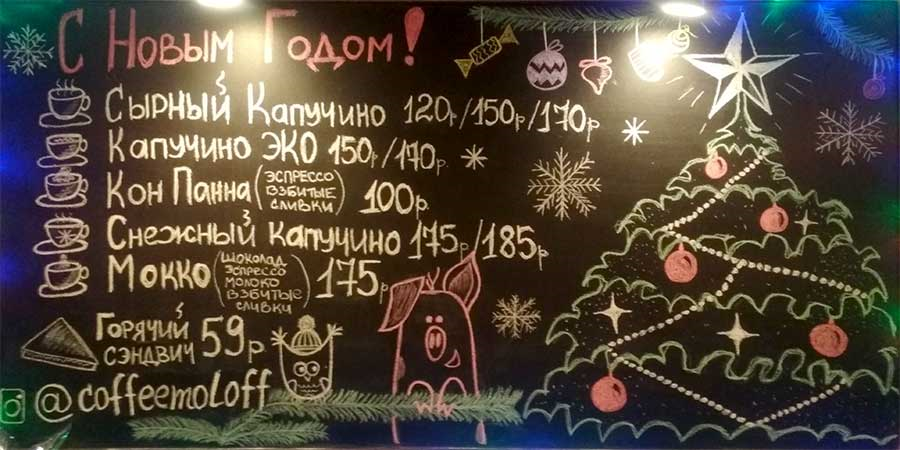 С Новым Годом!
Сырный Капучино 120р/150р/170р
Капучино ЭКО 150р/170р
Кон Панна (эспрессо взбитые сливки) 100р
Снежный Капучино 175р/185р
Мокко (шоколад эспрессо молоко взбитые сливки) 175р
Горячий сэндвич 59р
@coffeemoloff